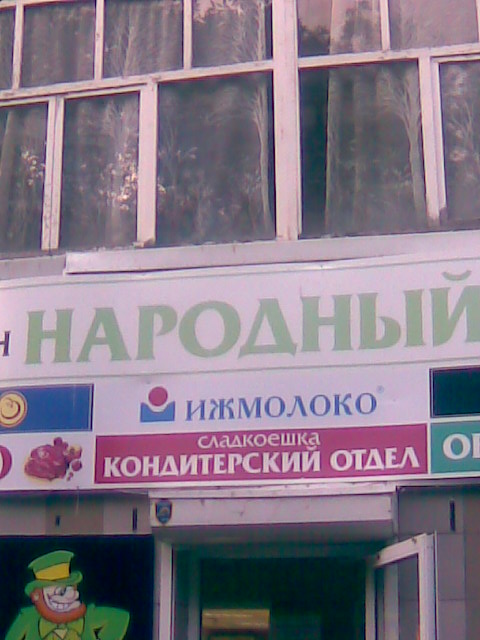 Н НАРОДНЫЙ
ИЖМОЛОКО®
О
сладкоешка
КОНДИТЕРСКИЙ ОТДЕЛ
О